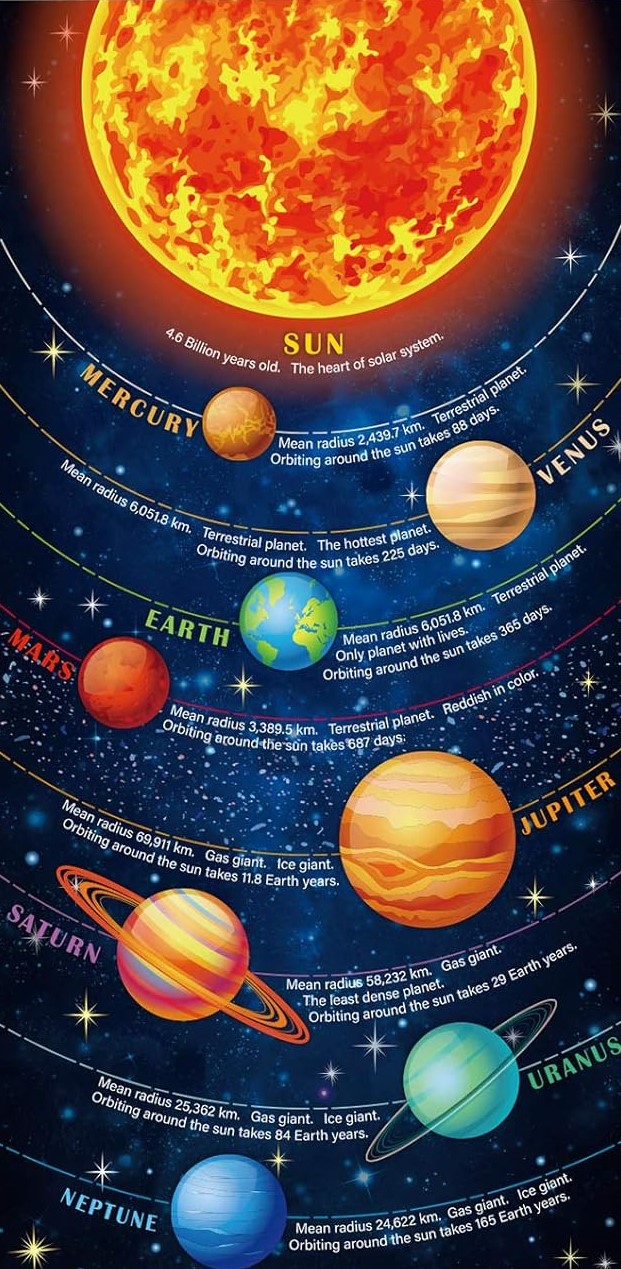 SUN
4.6 Billion years old. The heart of solar system.
MERCURY
Mean radius 2,439.7 km. Terrestrial planet.
Orbiting around the sun takes 88 days.
VENUS
Mean radius 6,051.8 km. Terrestrial planet. The hottest planet.
Orbiting around the sun takes 225 days.
EARTH
Mean radius 6,051.8 km. Terrestrial planet.
Only planet with lives.
Orbiting around the sun takes 365 days.
MARS
Mean radius 3,389.5 km. Terrestrial planet. Reddish in color.
Orbiting around the sun takes 687 days.
JUPITER
Mean radius 69,911 km. Gas giant. Ice giant.
Orbiting around the sun takes 11.8 Earth years.
SATURN
Mean radius 58,232 km. Gas giant.
The least dense planet.
Orbiting around the sun takes 29 Earth years.
URANUS
Mean radius 25,362 km. Gas giant. Ice giant.
Orbiting around the sun takes 84 Earth years.
NEPTUNE
Mean radius 24,622 km. Gas giant. Ice giant.
Orbiting around the sun takes 165 Earth years.